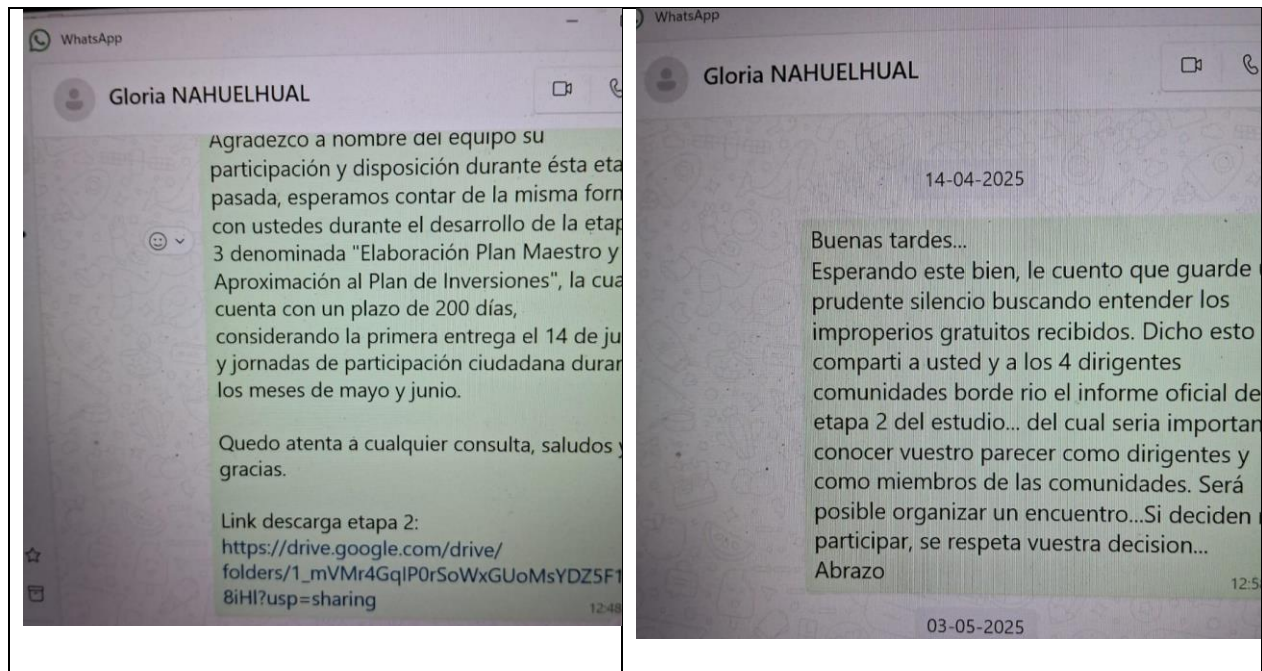 WhatsApp
Gloria NAHUELHUAL
Agradezco a nombre del equipo su
participación y disposición durante ésta
pasada, esperamos contar de la misma
con ustedes durante el desarrollo de la
3 denominada "Elaboración Plan Maestro y
Aproximación al Plan de Inversiones", la
cuenta con un plazo de 200 días,
considerando la primera entrega el 14 de
y jornadas de participación ciudadana
los meses de mayo y junio.
Quedo atenta a cualquier consulta, saludos
gracias.
Link descarga etapa 2:
https://drive.google.com/drive/
8iHl?usp=sharing
12:48
WhatsApp
Gloria NAHUELHUAL
14-04-2025
Buenas tardes...
Esperando este bien, le cuento que guarde
prudente silencio buscando entender los
improperios gratuitos recibidos. Dicho esto
comparti a usted y a los 4 dirigentes
comunidades borde rio el informe oficial de
etapa 2 del estudio... del cual seria
conocer vuestro parecer como dirigentes y
como miembros de las comunidades. Será
posible organizar un encuentro...Si deciden
participar, se respeta vuestra decision...
Abrazo
03-05-2025